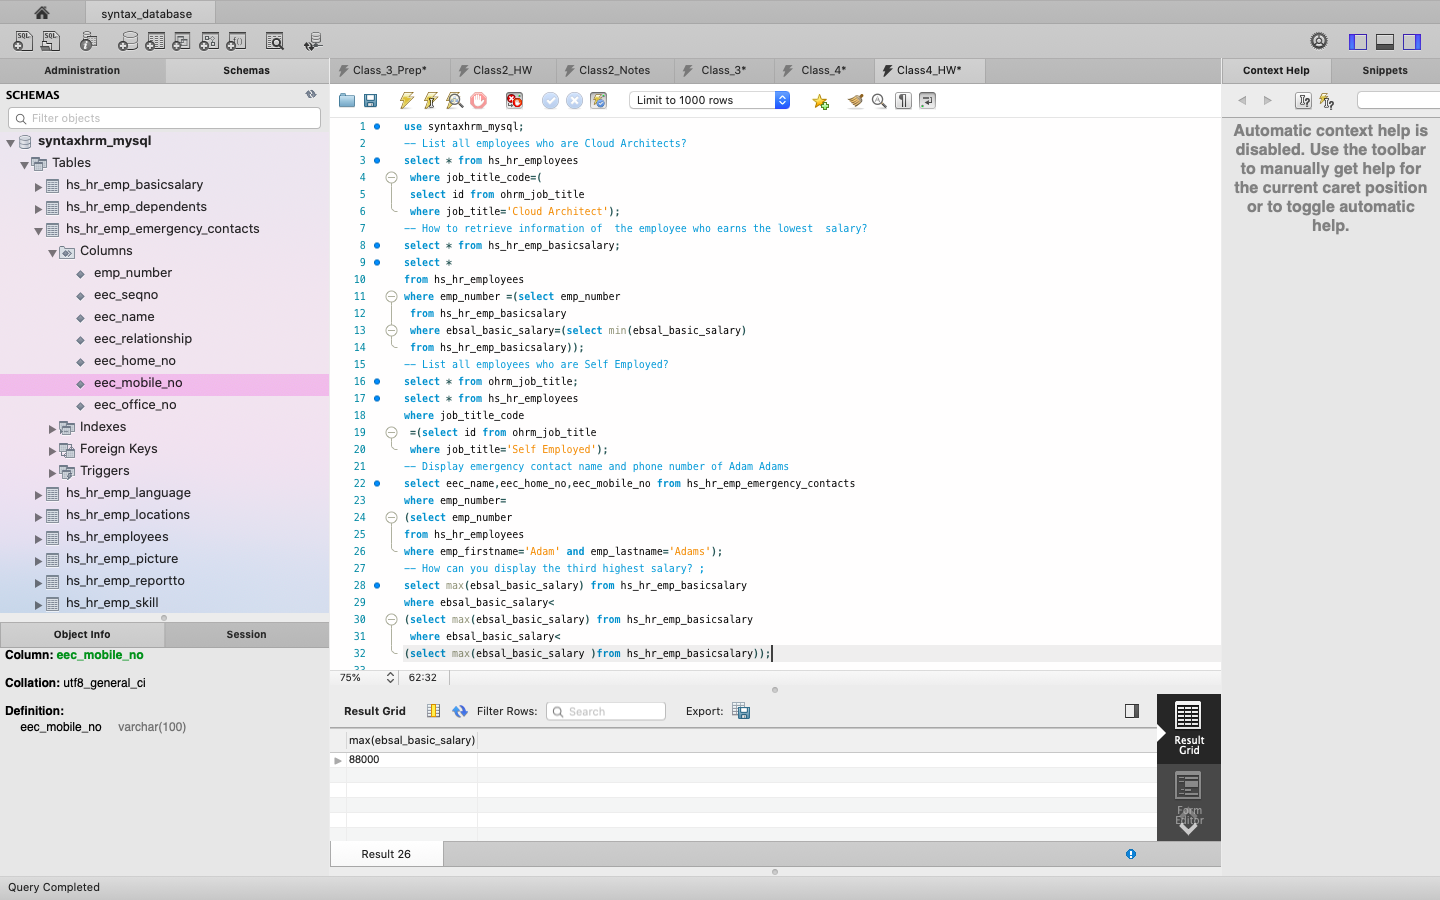 syntax_database
Administration
Schemas
SCHEMAS
Filter objects
syntaxhrm_mysql
Tables
hs_hr_emp_basicsalary
hs_hr_emp_dependents
hs_hr_emp_emergency_contacts
Columns
emp_number
eec_seqno
eec_name
eec_relationship
eec_home_no
eec_mobile_no
eec_office_no
Indexes
Foreign Keys
Triggers
hs_hr_emp_language
hs_hr_emp_locations
hs_hr_employees
hs_hr_emp_picture
hs_hr_emp_reportto
hs_hr_emp_skill
Object Info
Session
Column: eec_mobile_no
Collation: utf8_general_ci
Definition:
eec_mobile_no varchar(100)
Class_3_Prep*
Class2_HW
Class2_Notes
Class_3*
Class_4*
Class4_HW*
Limit to 1000 rows
1 use syntaxhrm_mysql;
2 -- List all employees who are Cloud Architects?
3 select * from hs_hr_employees
4 where job_title_code=(
5 select id from ohrm_job_title
6 where job_title='Cloud Architect');
7 -- How to retrieve information of  the employee who earns the lowest  salary?
8 select * from hs_hr_emp_basicsalary;
9 select *
10 from hs_hr_employees
11 where emp_number =(select emp_number
12 from hs_hr_emp_basicsalary
13 where ebsal_basic_salary=(select min(ebsal_basic_salary)
14 from hs_hr_emp_basicsalary));
15 -- List all employees who are Self Employed?
16 select * from ohrm_job_title;
17 select * from hs_hr_employees
18 where job_title_code
19 =(select id from ohrm_job_title
20 where job_title='Self Employed');
21 -- Display emergency contact name and phone number of Adam Adams
22 select eec_name,eec_home_no,eec_mobile_no from hs_hr_emp_emergency_contacts
23 where emp_number=
24 (select emp_number
25 from hs_hr_employees
26 where emp_firstname='Adam' and emp_lastname='Adams');
27 -- How can you display the third highest salary? ;
28 select max(ebsal_basic_salary) from hs_hr_emp_basicsalary
29 where ebsal_basic_salary<
30 (select max(ebsal_basic_salary) from hs_hr_emp_basicsalary
31 where ebsal_basic_salary<
32 (select max(ebsal_basic_salary )from hs_hr_emp_basicsalary));
75% 62:32
Result Grid
Filter Rows:
Search
Export:
max(ebsal_basic_salary)
88000
Result
Grid
Form
Editor
Result 26
Context Help
Snippets
Automatic context help is
disabled. Use the toolbar
to manually get help for
the current caret position
or to toggle automatic
help.
Query Completed